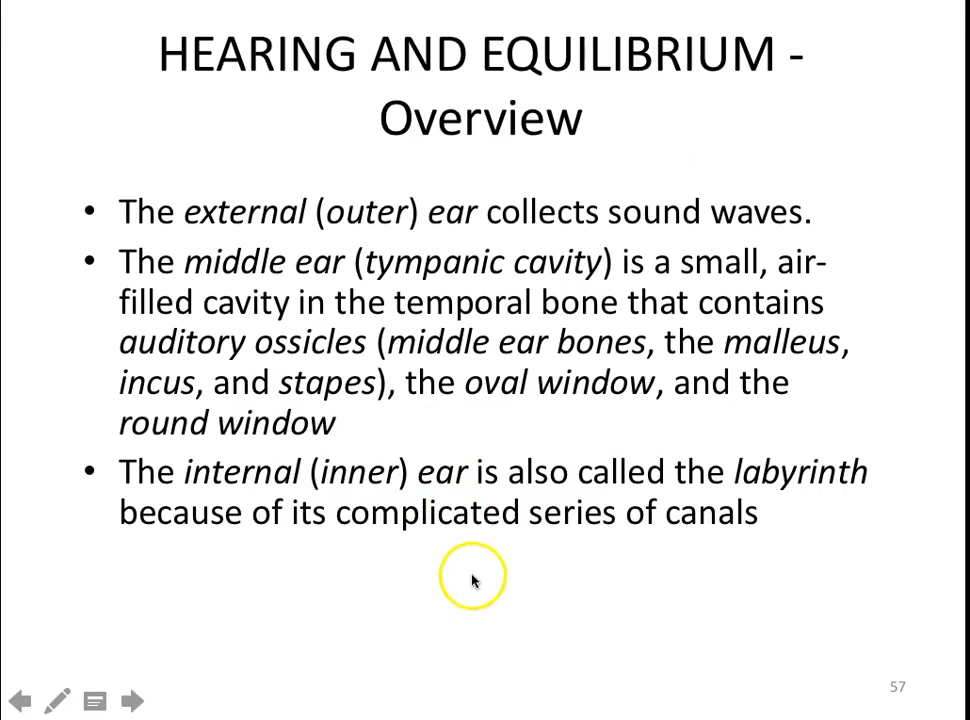 HEARING AND EQUILIBRIUM -
Overview
• The external (outer) ear collects sound waves.
• The middle ear (tympanic cavity) is a small, air-
filled cavity in the temporal bone that contains
auditory ossicles (middle ear bones, the malleus,
incus, and stapes), the oval window, and the
round window
• The internal (inner) ear is also called the labyrinth
because of its complicated series of canals
57